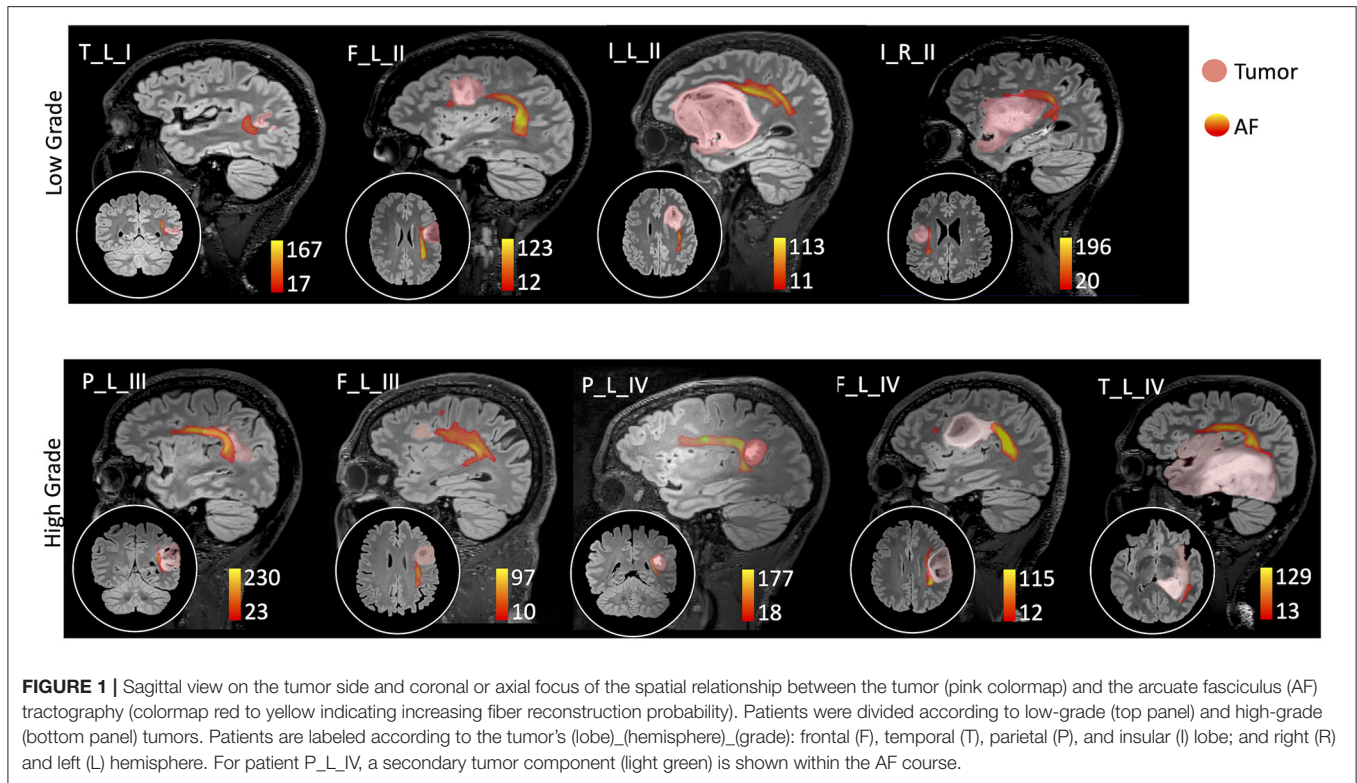 T_L_I
F_L_II
I_L_II
I_R_II
Tumor
AF
Low Grade
167
17
123
12
113
11
196
20
P_L_III
F_L_III
P_L_IV
F_L_IV
T_L_IV
High Grade
230
23
97
10
177
18
115
12
129
13
FIGURE 1 | Sagittal view on the tumor side and coronal or axial focus of the spatial relationship between the tumor (pink colormap) and the arcuate fasciculus (AF)
tractography (colormap red to yellow indicating increasing fiber reconstruction probability). Patients were divided according to low-grade (top panel) and high-grade
(bottom panel) tumors. Patients are labeled according to the tumor's (lobe)_(hemisphere)_(grade): frontal (F), temporal (T), parietal (P), and insular (I) lobe; and right (R)
and left (L) hemisphere. For patient P_L_IV, a secondary tumor component (light green) is shown within the AF course.